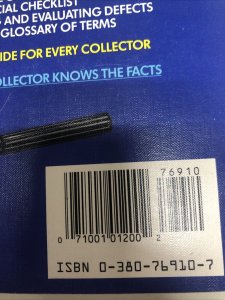 CIAL CHECKLIST
S AND EVALUATING DEFECTS
GLOSSARY OF TERMS
IDE FOR EVERY COLLECTOR
OLLECTOR KNOWS THE FACTS
76910
0 71001 01200 2
ISBN 0-380-76910-7